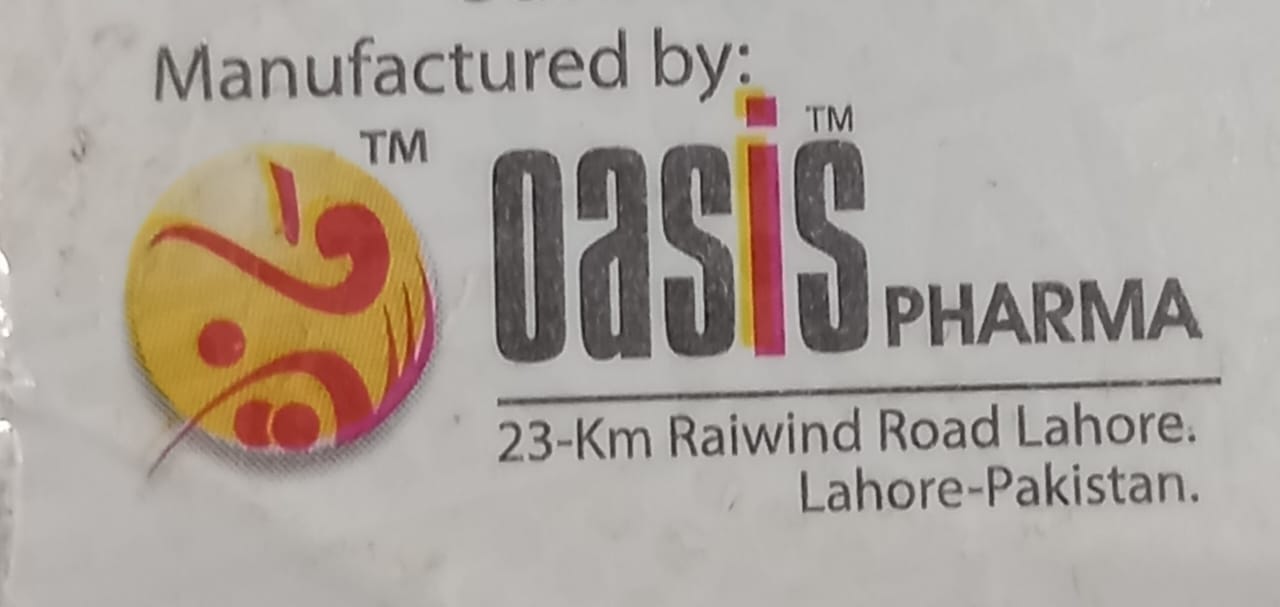 Manufactured by:
TM
oasis TM PHARMA
23-Km Raiwind Road Lahore.
Lahore-Pakistan.